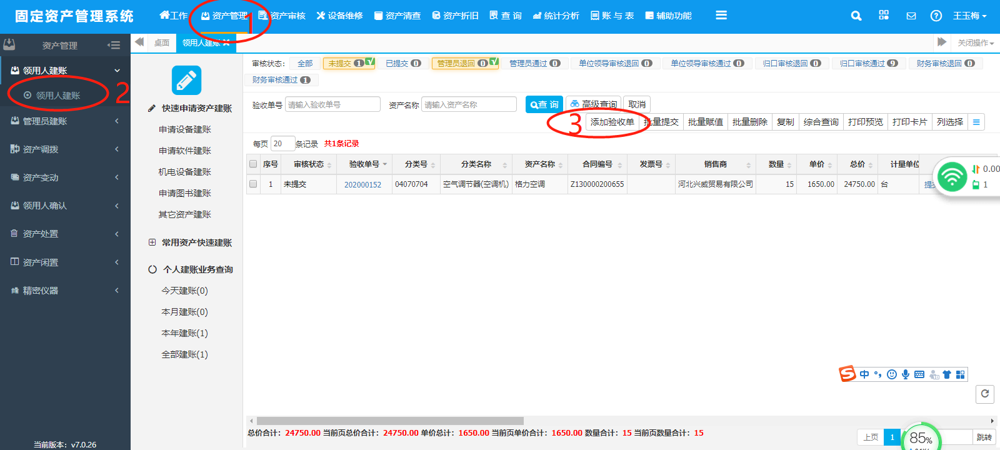 固定资产管理系统
工作 资产管理 资产审核 设备维修 资产清查 资产折旧 查 询 统计分析 账 与 表 辅助功能 王玉梅
1
资产管理 桌面 领用人建账 关闭操作
领用人建账
领用人建账
2
管理员建账
资产调拨
资产变动
领用人确认
资产处置
资产闲置
精密仪器
当前版本：v7.0.26
快速申请资产建账
申请设备建账
申请软件建账
机电设备建账
申请图书建账
其它资产建账
常用资产快速建账
个人建账业务查询
今天建账(0)
本月建账(0)
本年建账(1)
全部建账(1)
审核状态： 全部 未提交 1 已提交 0 管理员退回 0 管理员通过 0 单位领导审核退回 0 单位领导审核通过 0 归口审核退回 0 归口审核通过 9 财务审核退回 0
财务审核通过 1
验收单号 请输入验收单号 资产名称 请输入资产名称 查 询 高级查询 取消
3 添加验收单 批量提交 批量赋值 批量删除 复制 综合查询 打印预览 打印卡片 列选择
每页 20 条记录 共1条记录
序号 审核状态 验收单号 分类号 分类名称 资产名称 合同编号 发票号 销售商 数量 单价 总价 计量单位
1 未提交 202000152 04070704 空气调节器(空调机) 格力空调 Z130000200655 河北兴威贸易有限公司 15 1650.00 24750.00 台
0.00
1
中
总价合计：24750.00 当前页总价合计：24750.00 单价总计：1650.00 当前页单价合计：1650.00 数量合计：15 当前页数量合计：15
上页 1 跳转
85%